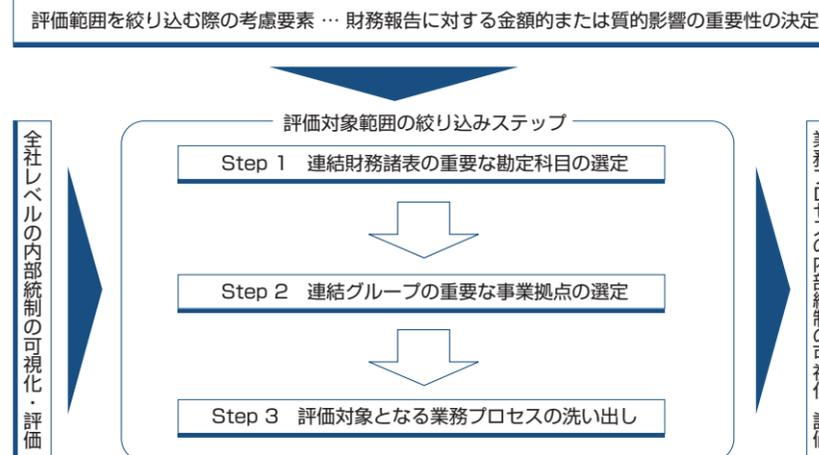 評価範囲を絞り込む際の考慮要素 … 財務報告に対する金額的または質的影響の重要性の決定
全社レベルの内部統制の可視化・評価
評価対象範囲の絞り込みステップ
Step 1 連結財務諸表の重要な勘定科目の選定
Step 2 連結グループの重要な事業拠点の選定
Step 3 評価対象となる業務プロセスの洗い出し